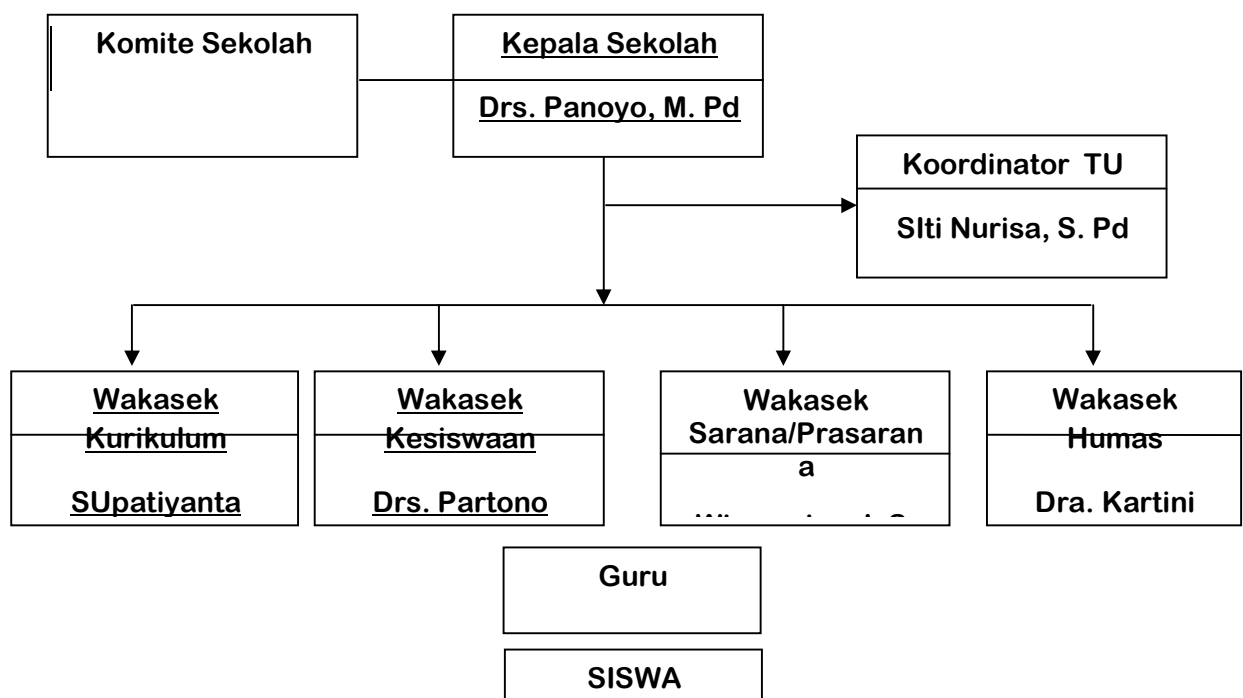 Komite Sekolah
Kepala Sekolah
Drs. Panoyo, M. Pd
Koordinator TU
SIti Nurisa, S. Pd
Wakasek
Kurikulum
SUpatiyanta
Wakasek
Kesiswaan
Drs. Partono
Wakasek
Sarana/Prasaran
a
Wakasek
Humas
Dra. Kartini
Guru
SISWA